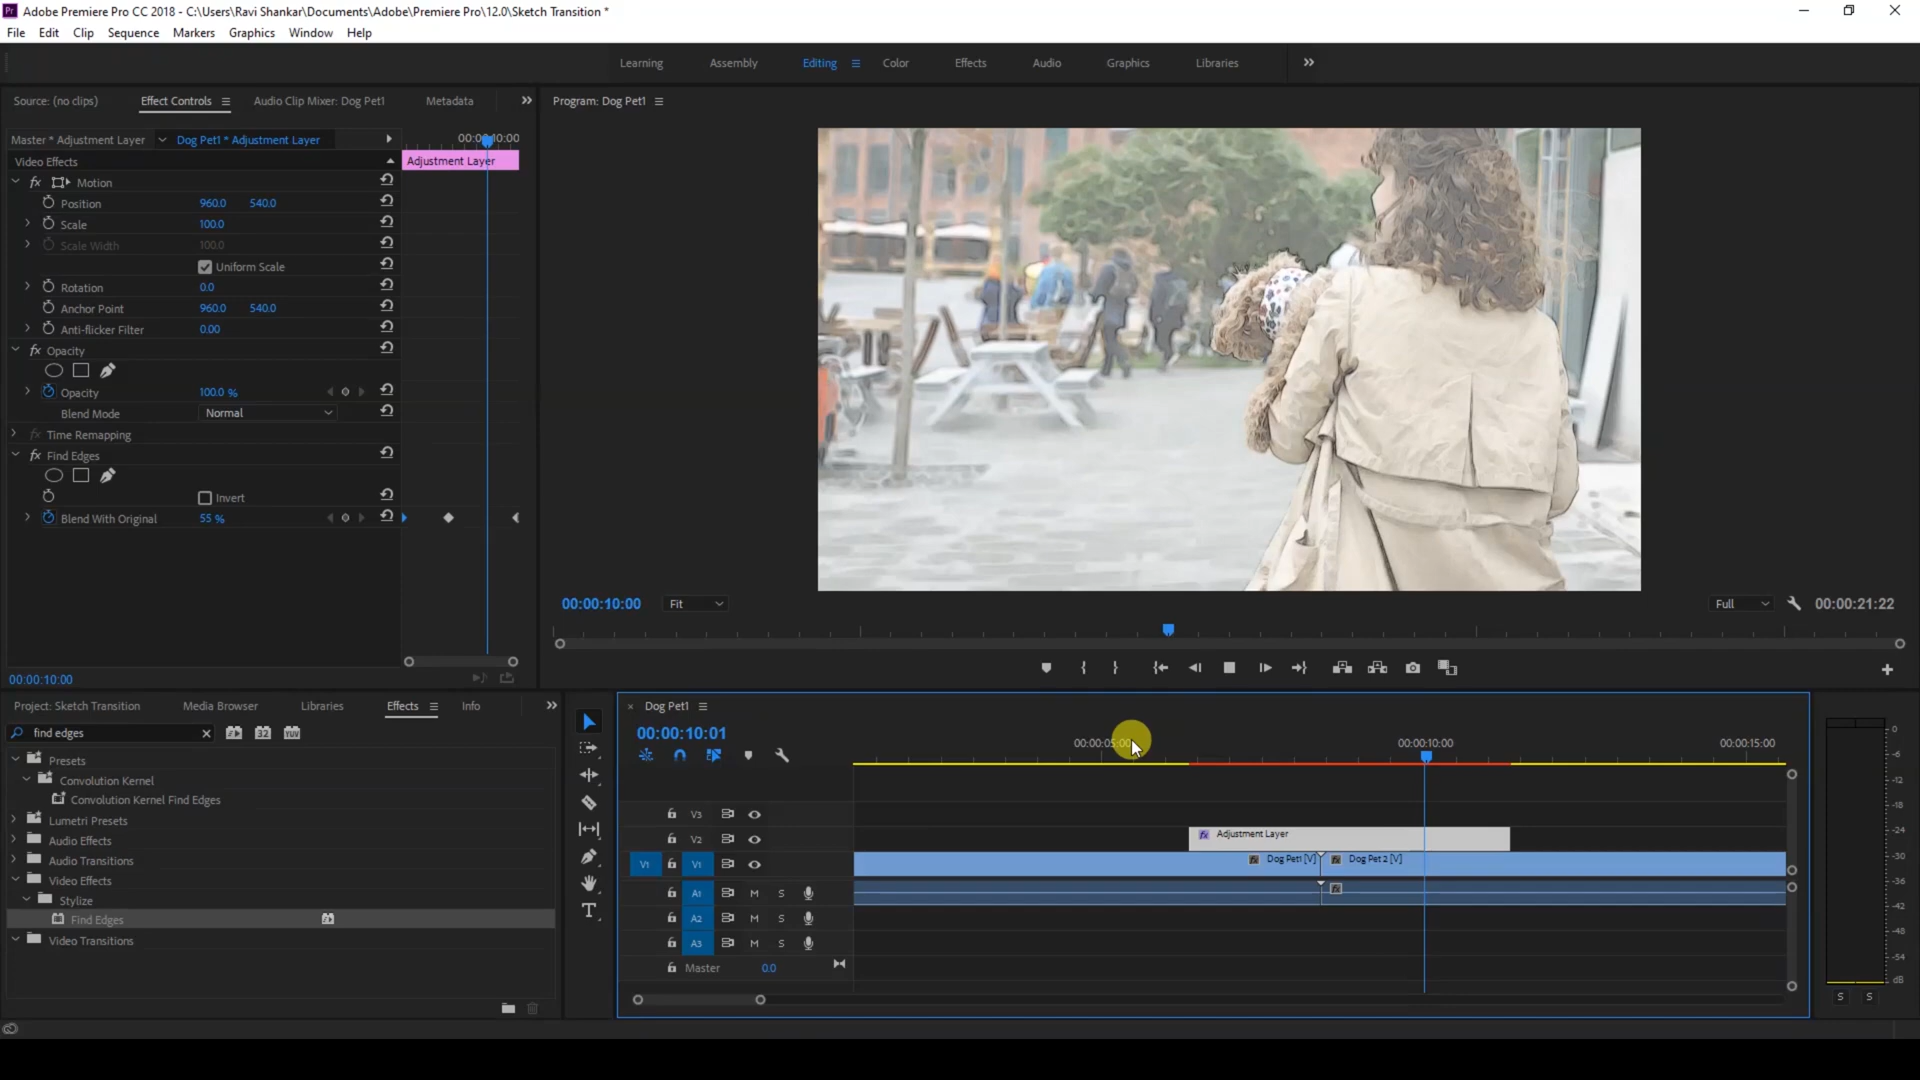 Adobe Premiere Pro CC 2018 - C:\Users\Ravi Shankar\Documents\Adobe\Premiere Pro\12.0\Sketch Transition *
File Edit Clip Sequence Markers Graphics Window Help
Learning Assembly Editing Color Effects Audio Graphics Libraries
Source: (no clips) Effect Controls Audio Clip Mixer: Dog Pet1 Metadata
Program: Dog Pet1
Master * Adjustment Layer Dog Pet1 * Adjustment Layer
Video Effects Adjustment Layer
fx Motion
Position 960.0 540.0
Scale 100.0
Scale Width 100.0
Uniform Scale
Rotation 0.0
Anchor Point 960.0 540.0
Anti-flicker Filter 0.00
fx Opacity
Opacity 100.0 %
Blend Mode Normal
fx Time Remapping
fx Find Edges
Invert
Blend With Original 55 %
00:00:10:00 Fit Full 00:00:21:22
00:00:10:00
Project: Sketch Transition Media Browser Libraries Effects Info
find edges 32 YUV
Presets
Convolution Kernel
Convolution Kernel Find Edges
Lumetri Presets
Audio Effects
Audio Transitions
Video Effects
Stylize
Find Edges
Video Transitions
× Dog Pet1
00:00:10:01
00:00:10:00 00:00:15:00
V3
V2 fx Adjustment Layer
V1 V1 fx Dog Pet1 [V] fx Dog Pet 2 [V]
A1 M S fx
A2 M S
A3 M S
Master 0.0
0
-6
-12
-18
-24
-30
-36
-42
-48
-54
dB
S S